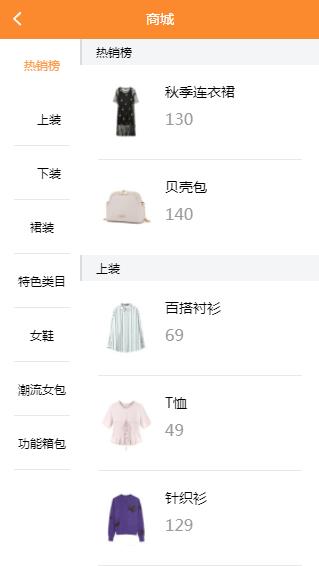 商城
热销榜
上装
下装
裙装
特色类目
女鞋
潮流女包
功能箱包
热销榜
秋季连衣裙
130
贝壳包
140
上装
百搭衬衫
69
T恤
49
针织衫
129